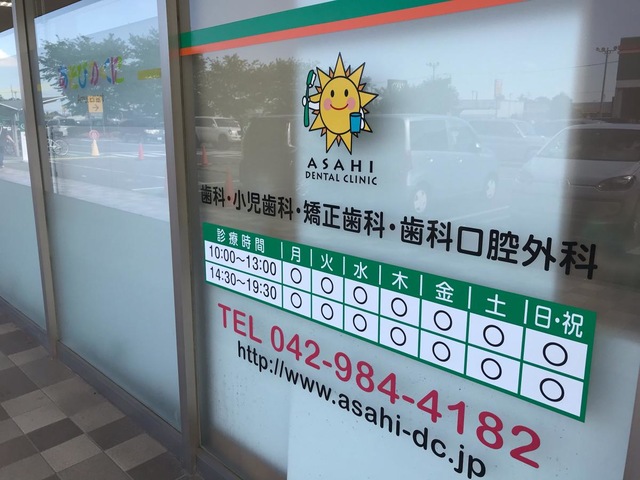 ASAHI
DENTAL CLINIC
歯科・小児歯科・矯正歯科・歯科口腔外科
診療時間 月 火 水 木 金 土 日・祝
10:00～13:00 ○ ○ ○ ○ ○ ○ ○
14:30～19:30 ○ ○ ○ ○ ○ ○ ○
TEL 042-984-4182
http://www.asahi-dc.jp